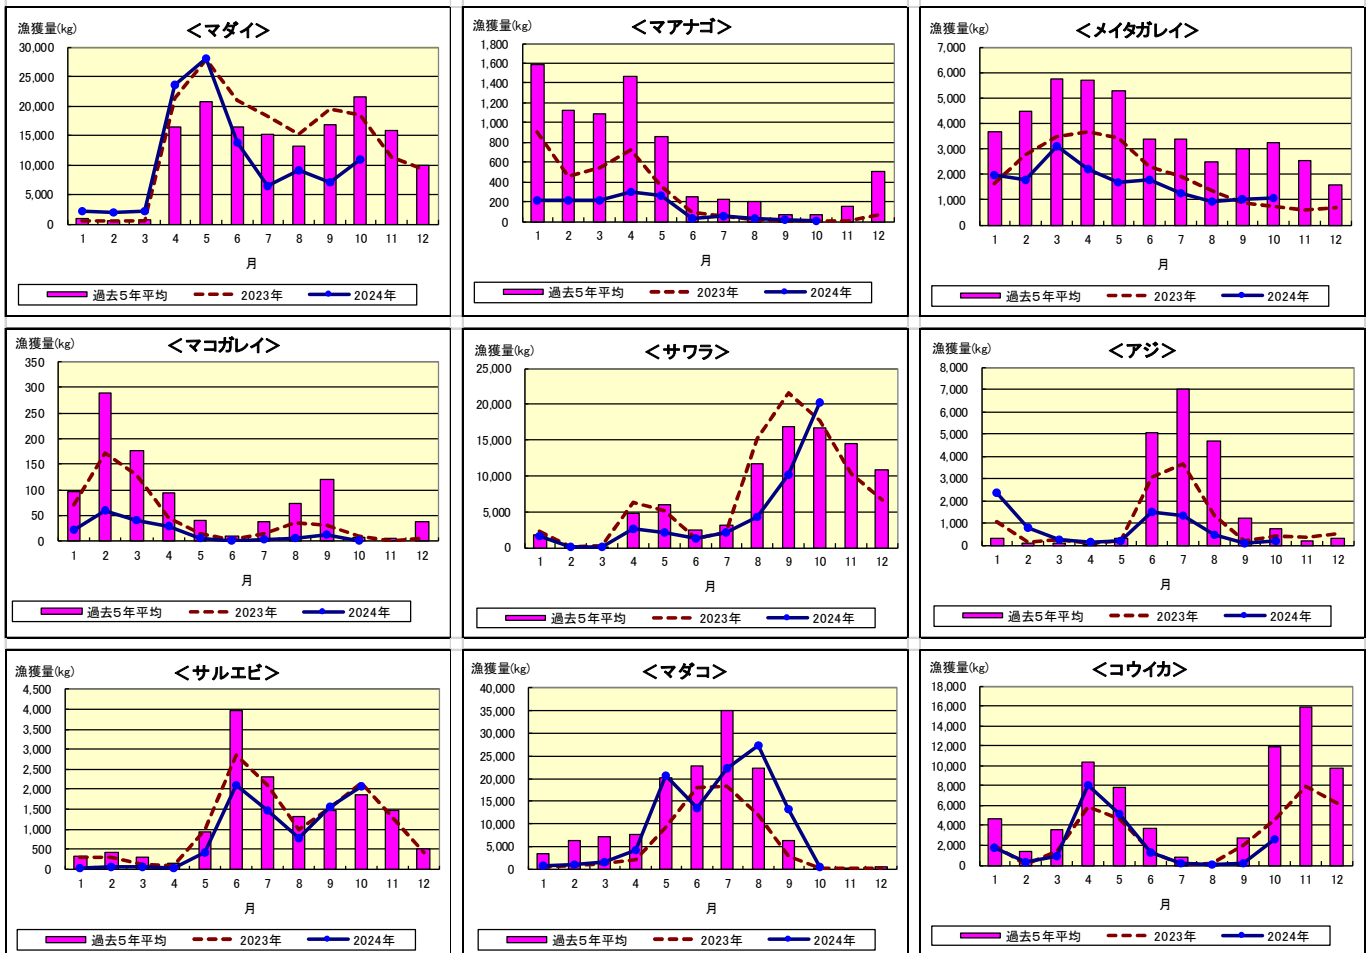 漁獲量(kg)
＜マダイ＞
30,000
25,000
20,000
15,000
10,000
5,000
0
1 2 3 4 5 6 7 8 9 10 11 12
月
過去５年平均 2023年 2024年
漁獲量(kg)
＜マアナゴ＞
1,800
1,600
1,400
1,200
1,000
800
600
400
200
0
1 2 3 4 5 6 7 8 9 10 11 12
月
過去５年平均 2023年 2024年
漁獲量(kg)
＜メイタガレイ＞
7,000
6,000
5,000
4,000
3,000
2,000
1,000
0
1 2 3 4 5 6 7 8 9 10 11 12
月
過去５年平均 2023年 2024年
漁獲量(kg)
＜マコガレイ＞
350
300
250
200
150
100
50
0
1 2 3 4 5 6 7 8 9 10 11 12
月
過去５年平均 2023年 2024年
漁獲量(kg)
＜サワラ＞
25,000
20,000
15,000
10,000
5,000
0
1 2 3 4 5 6 7 8 9 10 11 12
月
過去５年平均 2023年 2024年
漁獲量(kg)
＜アジ＞
8,000
7,000
6,000
5,000
4,000
3,000
2,000
1,000
0
1 2 3 4 5 6 7 8 9 10 11 12
月
過去５年平均 2023年 2024年
漁獲量(kg)
＜サルエビ＞
4,500
4,000
3,500
3,000
2,500
2,000
1,500
1,000
500
0
1 2 3 4 5 6 7 8 9 10 11 12
月
過去５年平均 2023年 2024年
漁獲量(kg)
＜マダコ＞
40,000
35,000
30,000
25,000
20,000
15,000
10,000
5,000
0
1 2 3 4 5 6 7 8 9 10 11 12
月
過去５年平均 2023年 2024年
漁獲量(kg)
＜コウイカ＞
18,000
16,000
14,000
12,000
10,000
8,000
6,000
4,000
2,000
0
1 2 3 4 5 6 7 8 9 10 11 12
月
過去５年平均 2023年 2024年